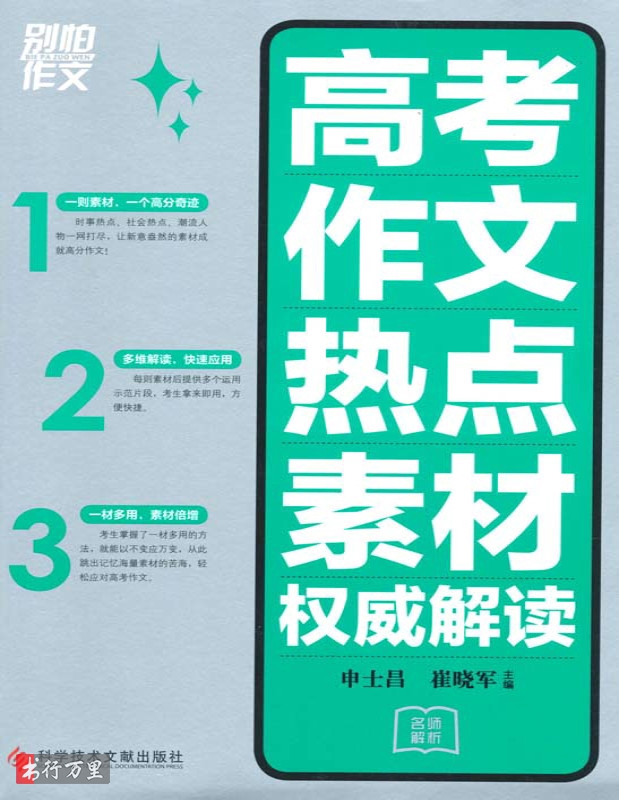 别怕
BIE PA ZUO WEN
作文
高考
作文
热点
素材
权威解读
申士昌 崔晓军 主编
名师
解析
1
一则素材、一个高分奇迹
时事热点、社会热点、潮流人
物一网打尽，让新意盎然的素材成
就高分作文！
2
多维解读、快速应用
每则素材后提供多个运用
示范片段，考生拿来即用，方
便快捷。
3
一材多用、素材倍增
考生掌握了一材多用的方
法，就能以不变应万变，从此
跳出记忆海量素材的苦海，轻
松应对高考作文。
科学技术文献出版社
DOCUMENTATION PRESS
书行万里